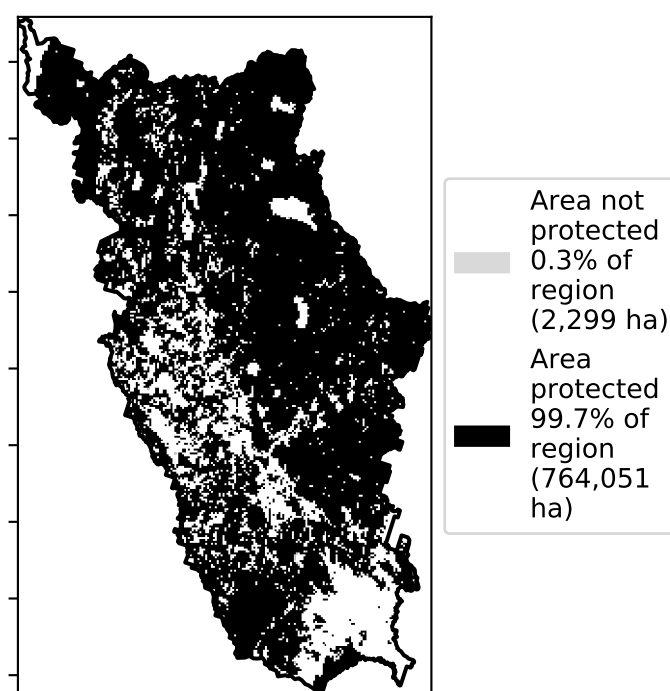 Area not
protected
0.3% of
region
(2,299 ha)
Area
protected
99.7% of
region
(764,051
ha)